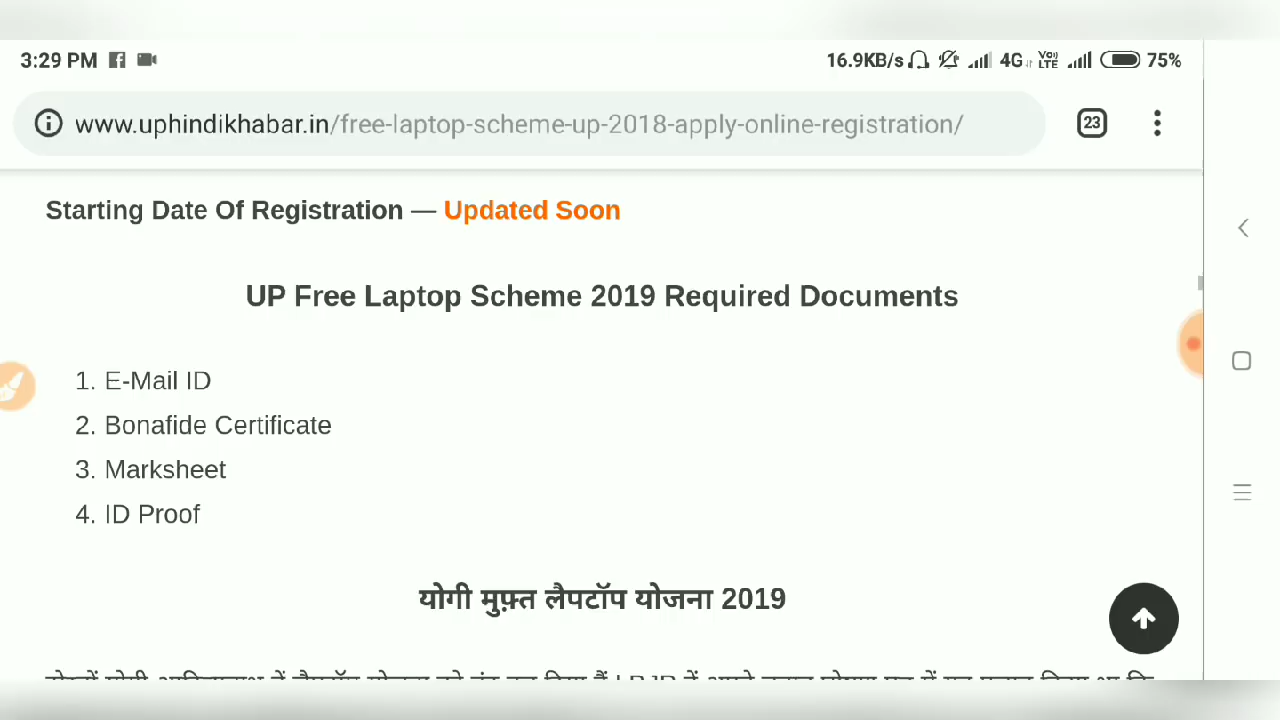 3:29 PM 16.9KB/s 4G Vo)) LTE 75%
www.uphindikhabar.in/free-laptop-scheme-up-2018-apply-online-registration/ 23
Starting Date Of Registration — Updated Soon
UP Free Laptop Scheme 2019 Required Documents
1. E-Mail ID
2. Bonafide Certificate
3. Marksheet
4. ID Proof
योगी मुफ़्त लैपटॉप योजना 2019